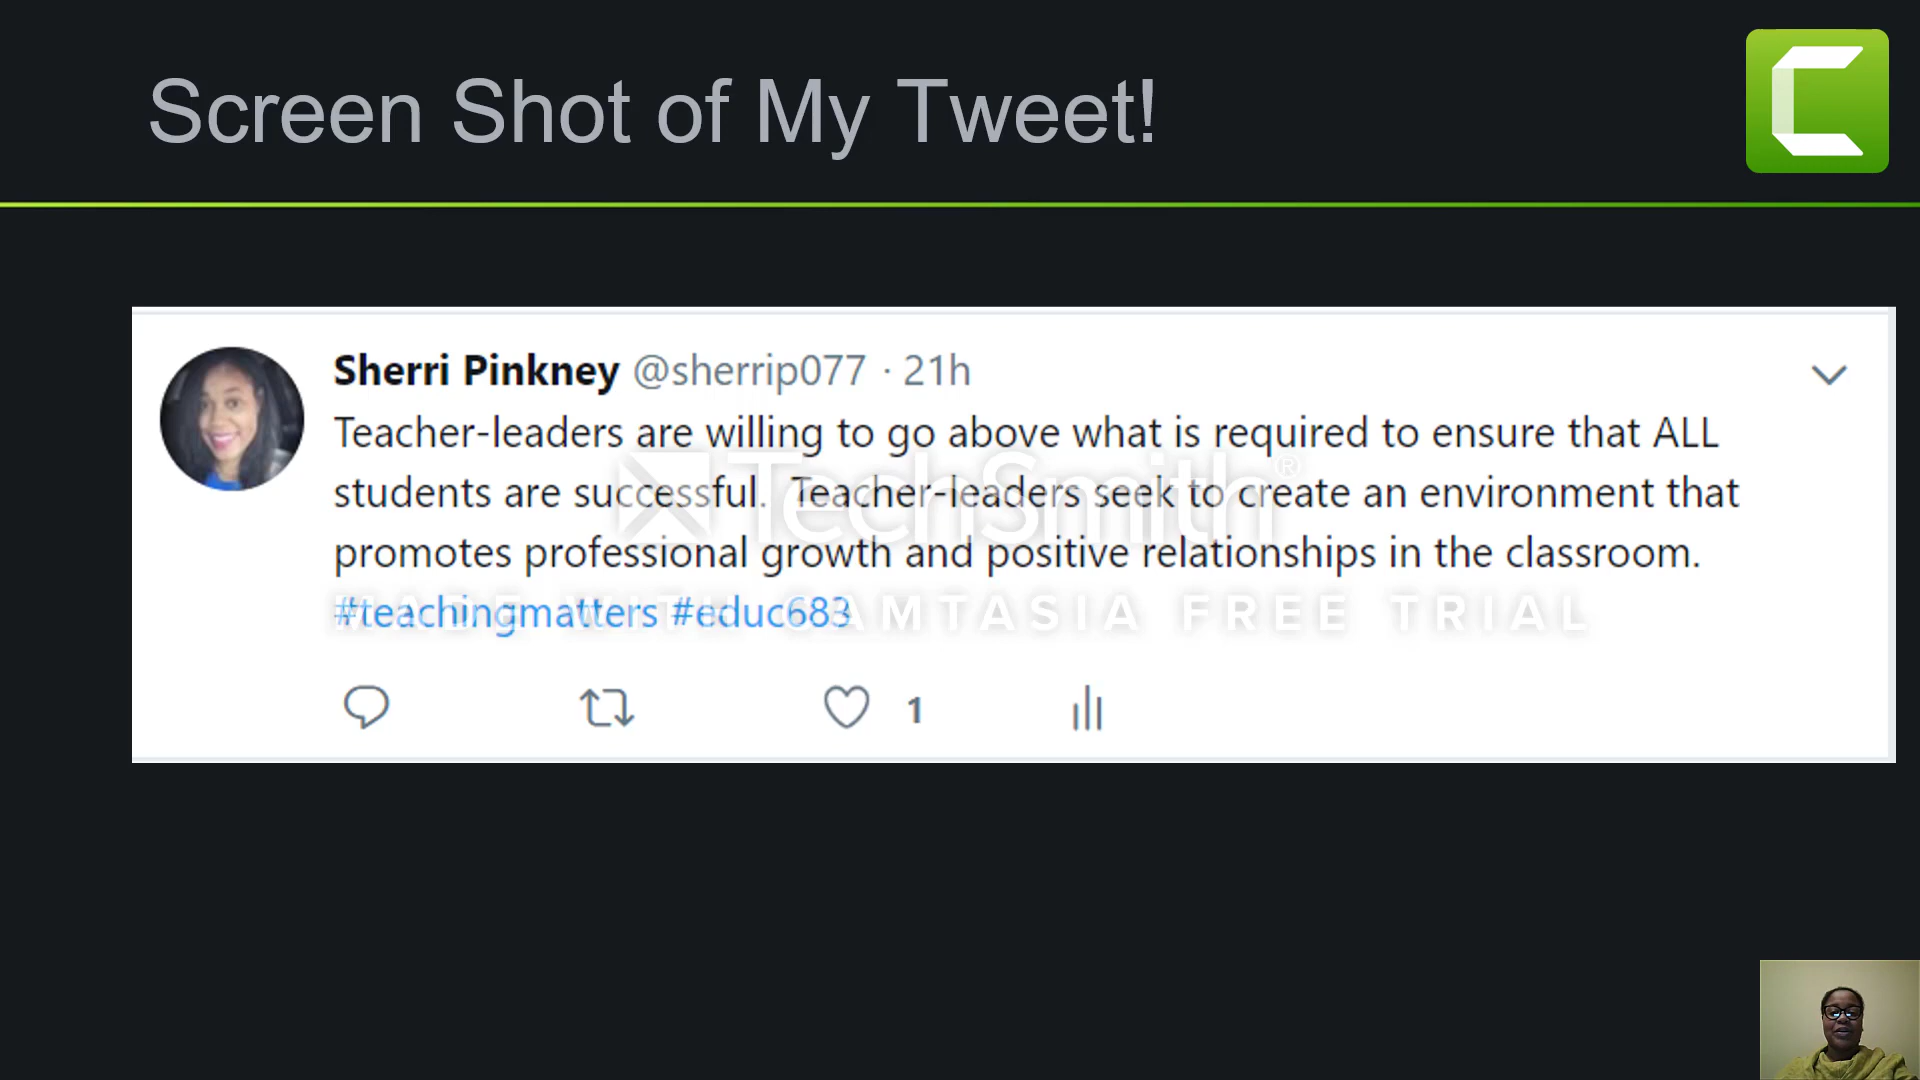 Screen Shot of My Tweet!
Sherri Pinkney @sherrip077 · 21h
Teacher-leaders are willing to go above what is required to ensure that ALL
students are successful. Teacher-leaders seek to create an environment that
promotes professional growth and positive relationships in the classroom.
#teachingmatters #educ683
1
TechSmith®
MADE WITH CAMTASIA FREE TRIAL